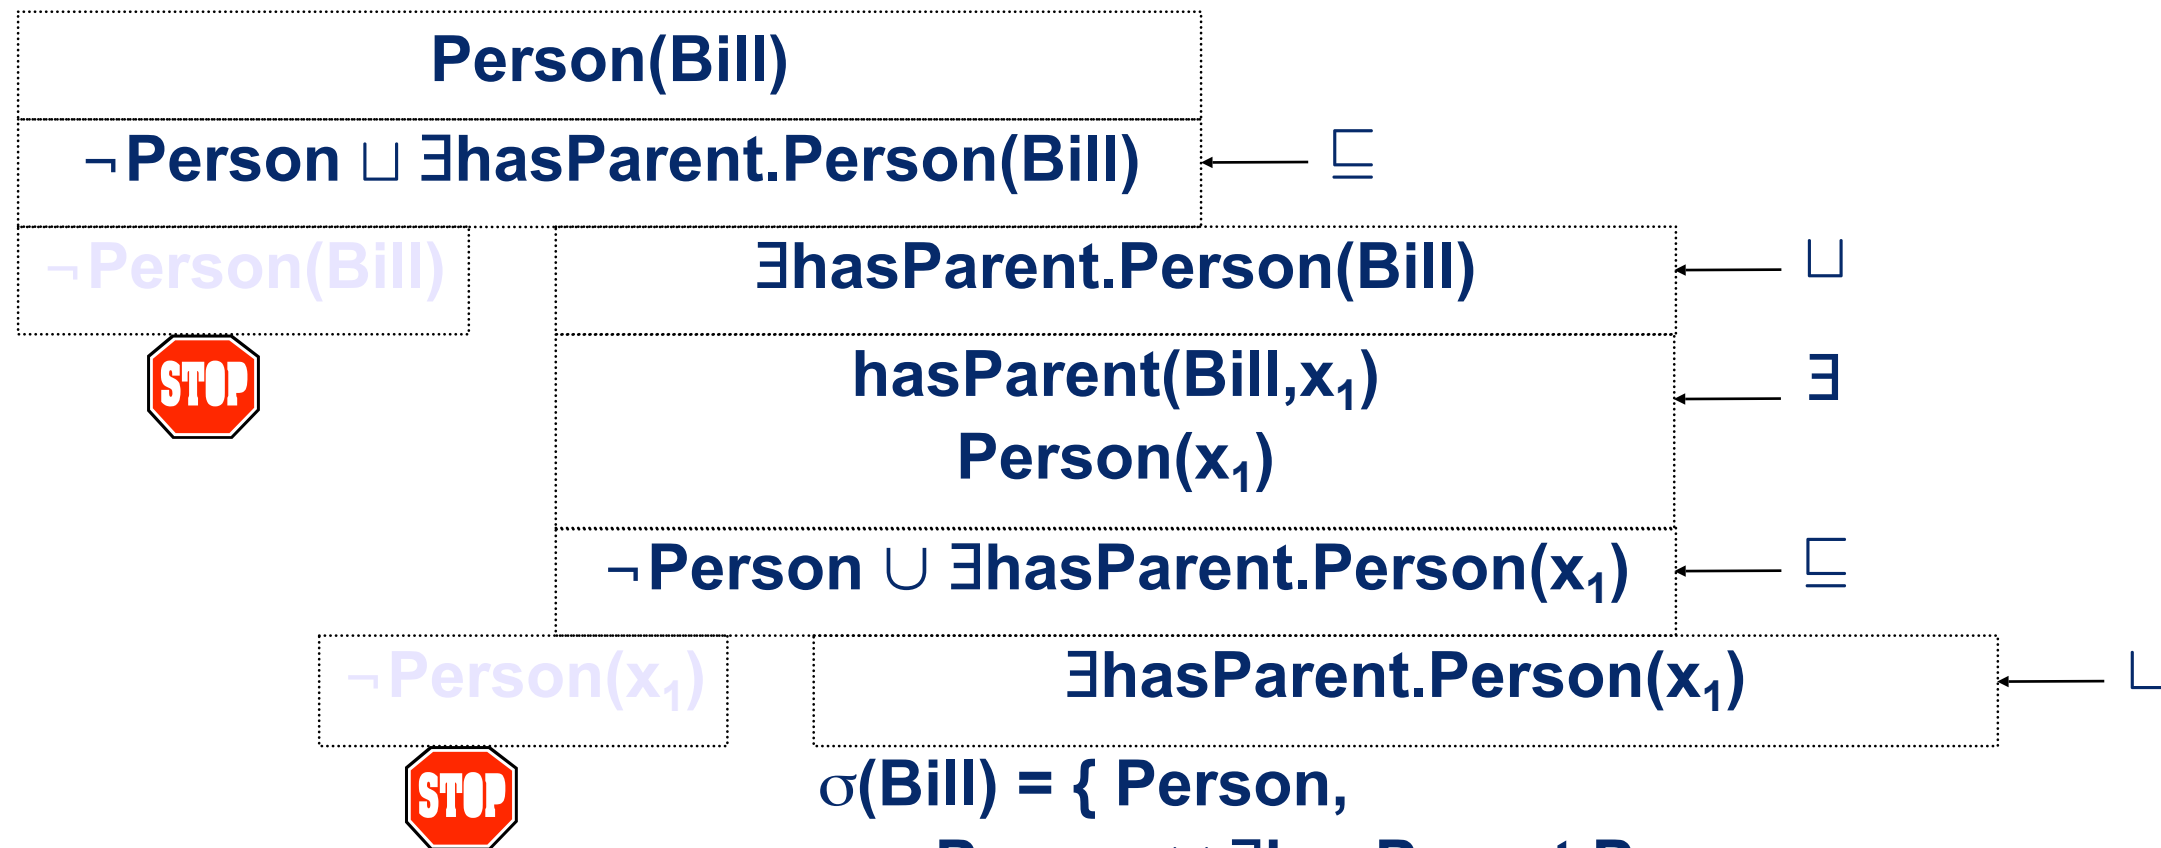 Person(Bill)
¬Person ⊔ ∃hasParent.Person(Bill) ⊑
¬Person(Bill) ∃hasParent.Person(Bill) ⊔
STOP
hasParent(Bill,x₁) ∃
Person(x₁)
¬Person ∪ ∃hasParent.Person(x₁) ⊑
¬Person(x₁) ∃hasParent.Person(x₁)
STOP
σ(Bill) = { Person,